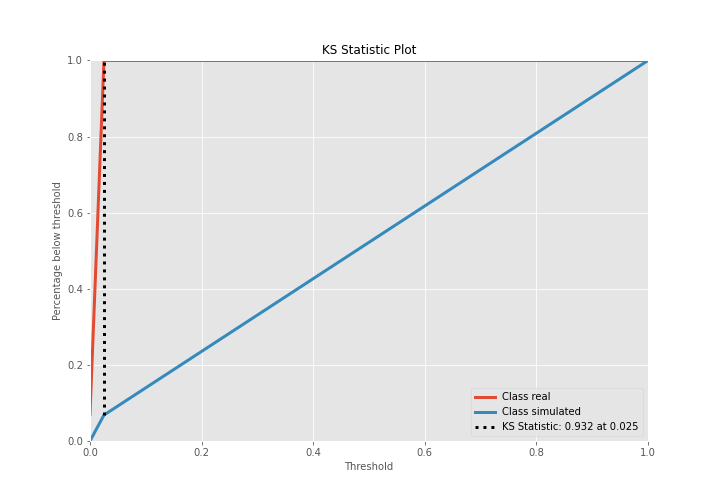 KS Statistic Plot
1.0
0.8
0.6
0.4
0.2
0.0
Percentage below threshold
Class real
Class simulated
KS Statistic: 0.932 at 0.025
0.0 0.2 0.4 0.6 0.8 1.0
Threshold